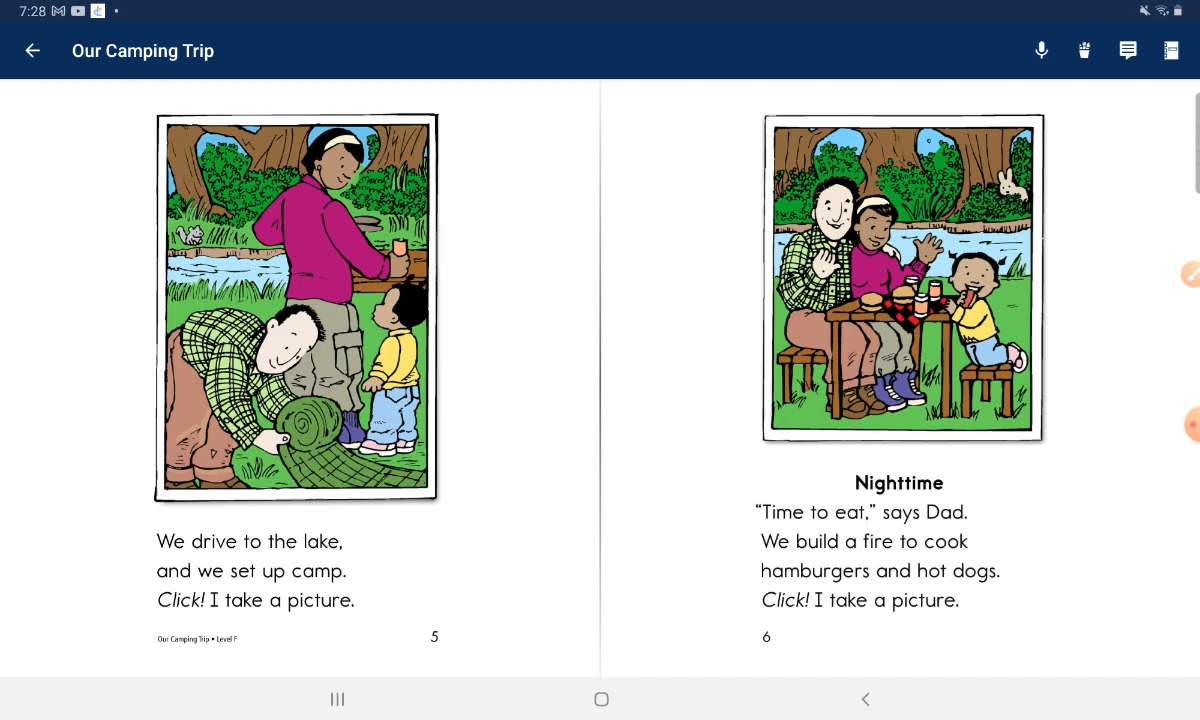 7:28
Our Camping Trip
We drive to the lake,
and we set up camp.
Click! I take a picture.
Our Camping Trip • Level F
5
Nighttime
“Time to eat,” says Dad.
We build a fire to cook
hamburgers and hot dogs.
Click! I take a picture.
6